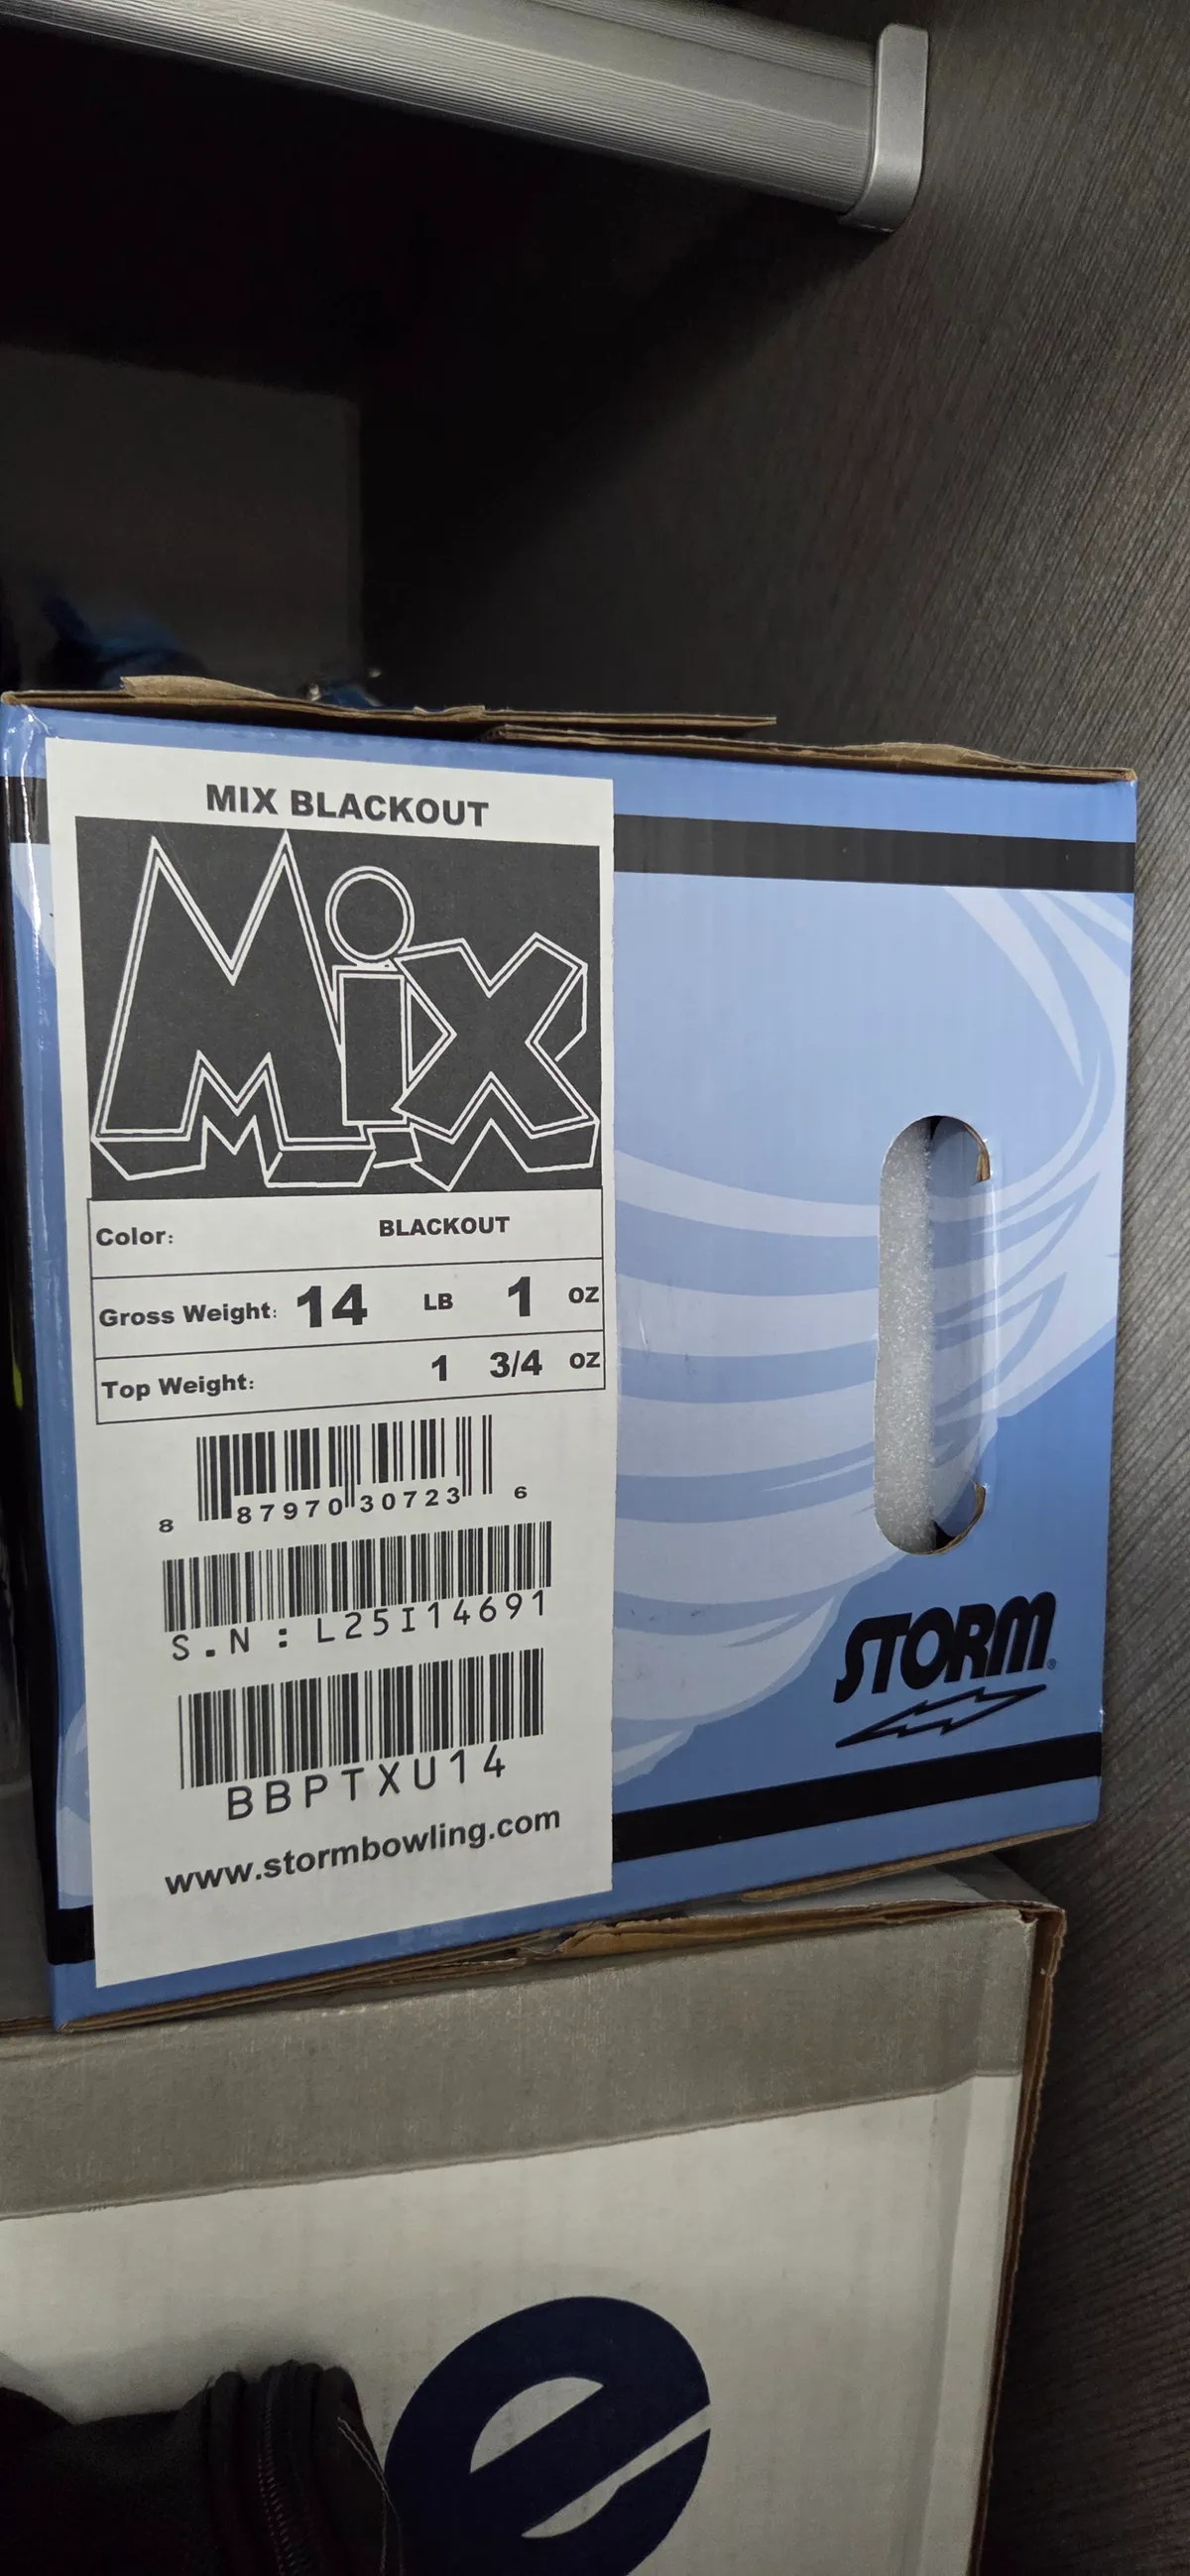 MIX BLACKOUT
Mix
Color: BLACKOUT
Gross Weight: 14 LB 1 oz
Top Weight: 1 3/4 oz
8 87970 30723 6
S.N : L25I14691
BBPTXU14
www.stormbowling.com
STORM®
e